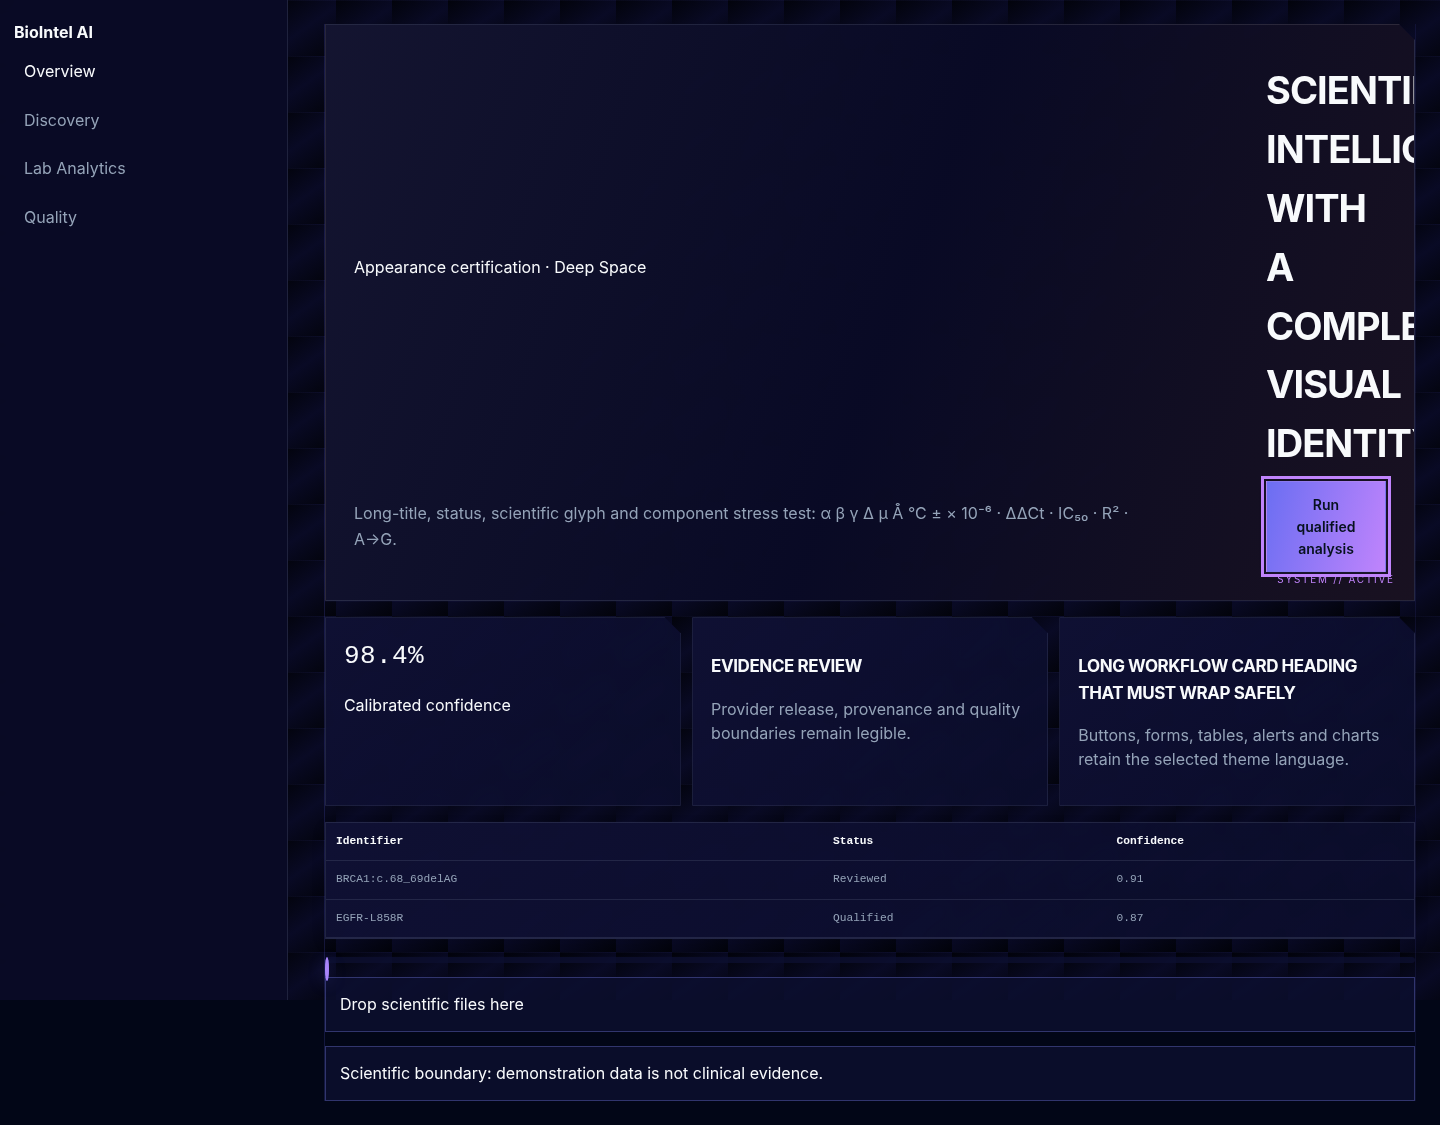 BioIntel AI
Overview
Discovery
Lab Analytics
Quality
Appearance certification · Deep Space
WITH
A
VISUAL
Long-title, status, scientific glyph and component stress test: α β γ Δ μ Å °C ± × 10⁻⁶ · ΔΔCt · IC₅₀ · R² ·
A→G.
Run
qualified
analysis
SYSTEM // ACTIVE
98.4%
Calibrated confidence
EVIDENCE REVIEW
Provider release, provenance and quality
boundaries remain legible.
LONG WORKFLOW CARD HEADING
THAT MUST WRAP SAFELY
Buttons, forms, tables, alerts and charts
retain the selected theme language.
Identifier Status Confidence
BRCA1:c.68_69delAG Reviewed 0.91
EGFR-L858R Qualified 0.87
Drop scientific files here
Scientific boundary: demonstration data is not clinical evidence.